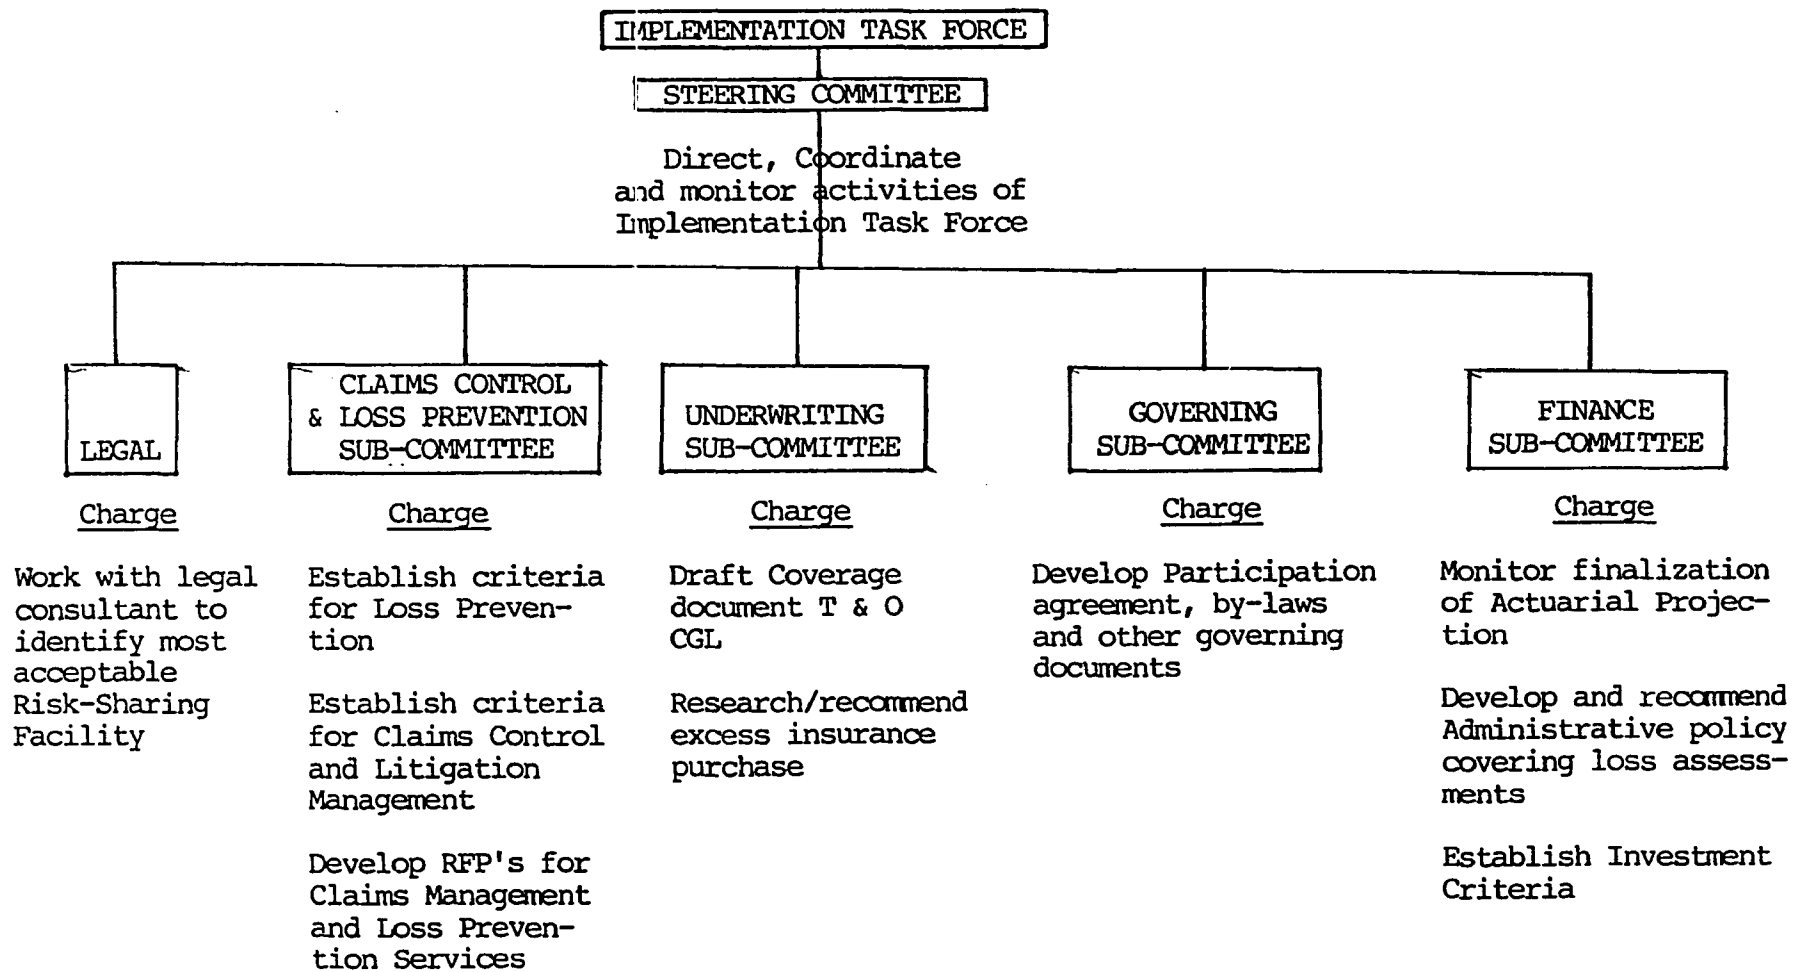 IMPLEMENTATION TASK FORCE
STEERING COMMITTEE
Direct, Coordinate
and monitor activities of
Implementation Task Force
LEGAL
Charge
Work with legal
consultant to
identify most
acceptable
Risk-Sharing
Facility
CLAIMS CONTROL
& LOSS PREVENTION
SUB-COMMITTEE
Charge
Establish criteria
for Loss Preven-
tion
Establish criteria
for Claims Control
and Litigation
Management
Develop RFP's for
Claims Management
and Loss Preven-
tion Services
UNDERWRITING
SUB-COMMITTEE
Charge
Draft Coverage
document T & O
CGL
Research/recommend
excess insurance
purchase
GOVERNING
SUB-COMMITTEE
Charge
Develop Participation
agreement, by-laws
and other governing
documents
FINANCE
SUB-COMMITTEE
Charge
Monitor finalization
of Actuarial Projec-
tion
Develop and recommend
Administrative policy
covering loss assess-
ments
Establish Investment
Criteria